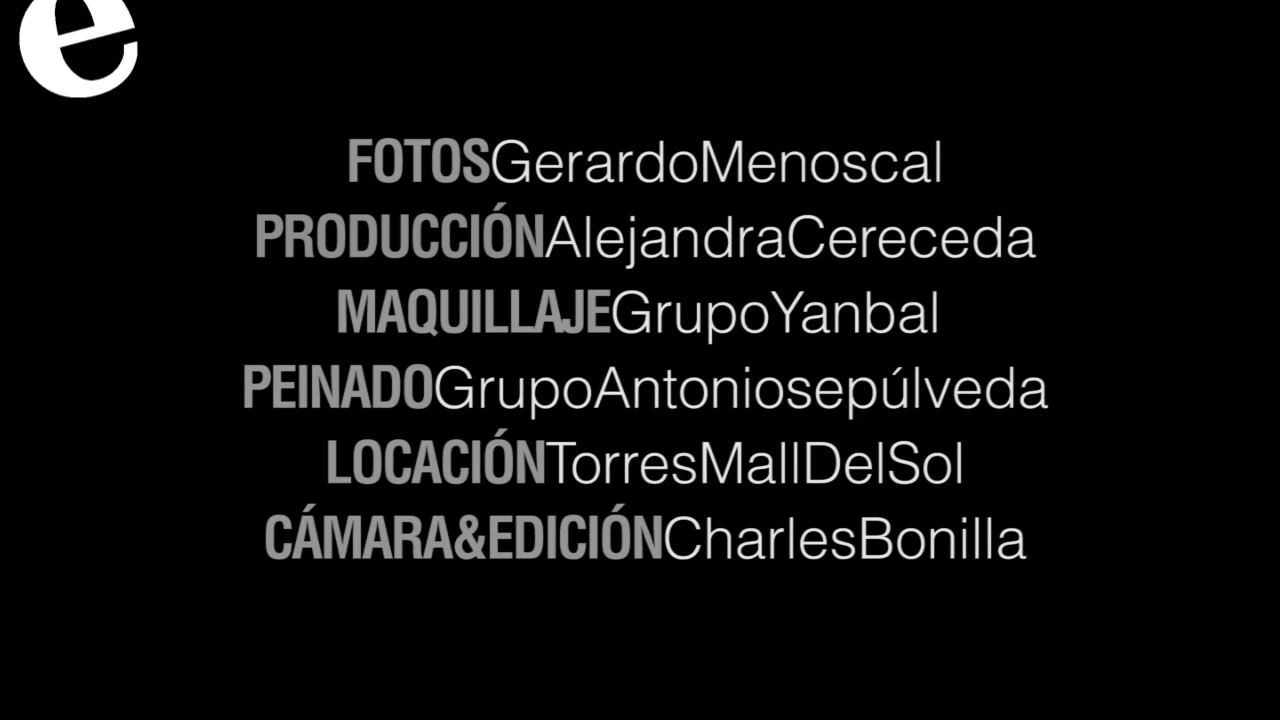 e
FOTOSGerardoMenoscal
PRODUCCIÓNAlejandraCereceda
MAQUILLAJEGrupoYanbal
PEINADOGrupoAntoniosepúlveda
LOCACIÓNTorresMallDelSol
CÁMARA&EDICIÓNCharlesBonilla